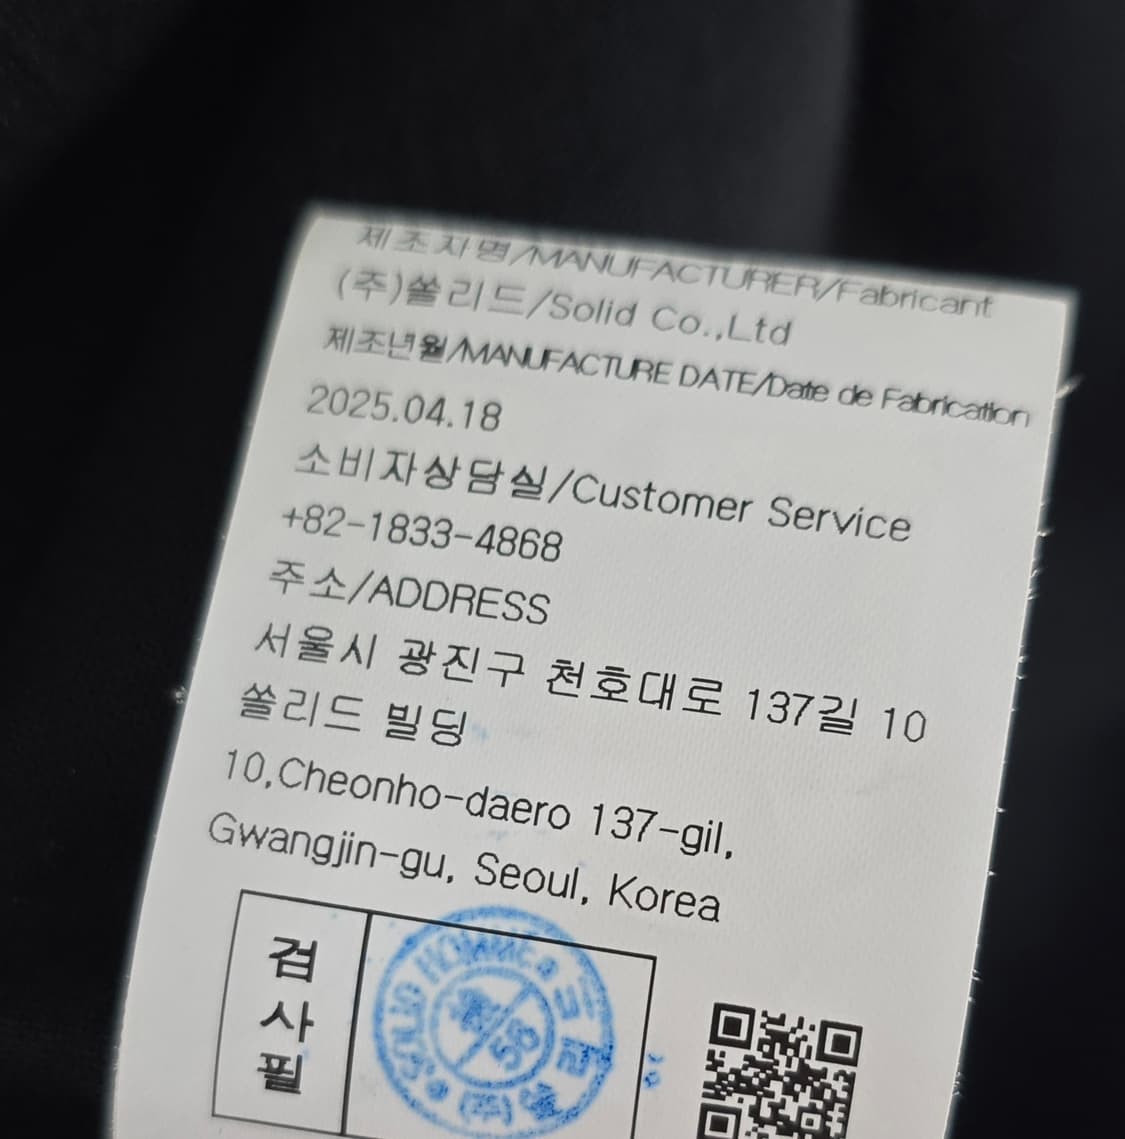 제조자명/MANUFACTURER/Fabricant
(주)쏠리드/Solid Co.,Ltd
제조년월/MANUFACTURE DATE/Date de Fabrication
2025.04.18
소비자상담실/Customer Service
+82-1833-4868
주소/ADDRESS
서울시 광진구 천호대로 137길 10
쏠리드 빌딩
10,Cheonho-daero 137-gil,
Gwangjin-gu, Seoul, Korea
검
사
필
SOLID HOMME
(주)